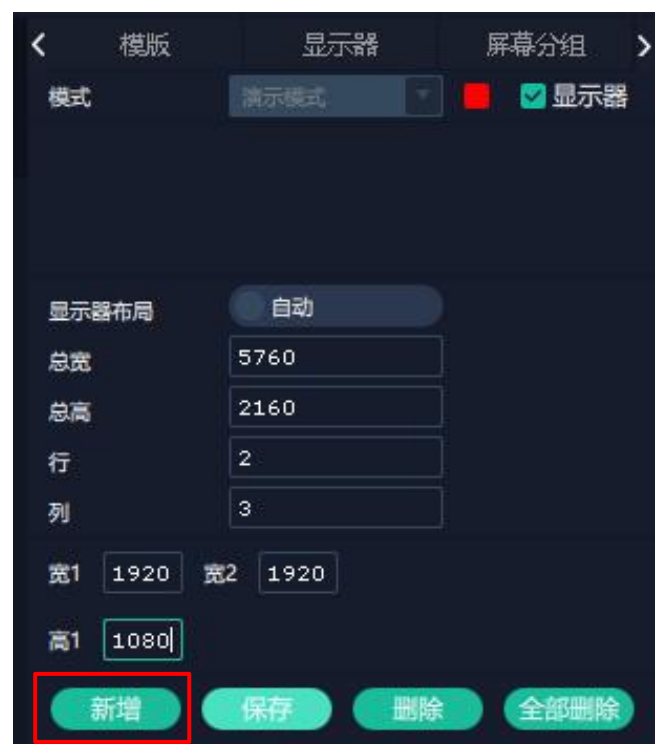 模版 显示器 屏幕分组
模式 演示模式 显示器
显示器布局 自动
总宽 5760
总高 2160
行 2
列 3
宽1 1920 宽2 1920
高1 1080
新增 保存 删除 全部删除